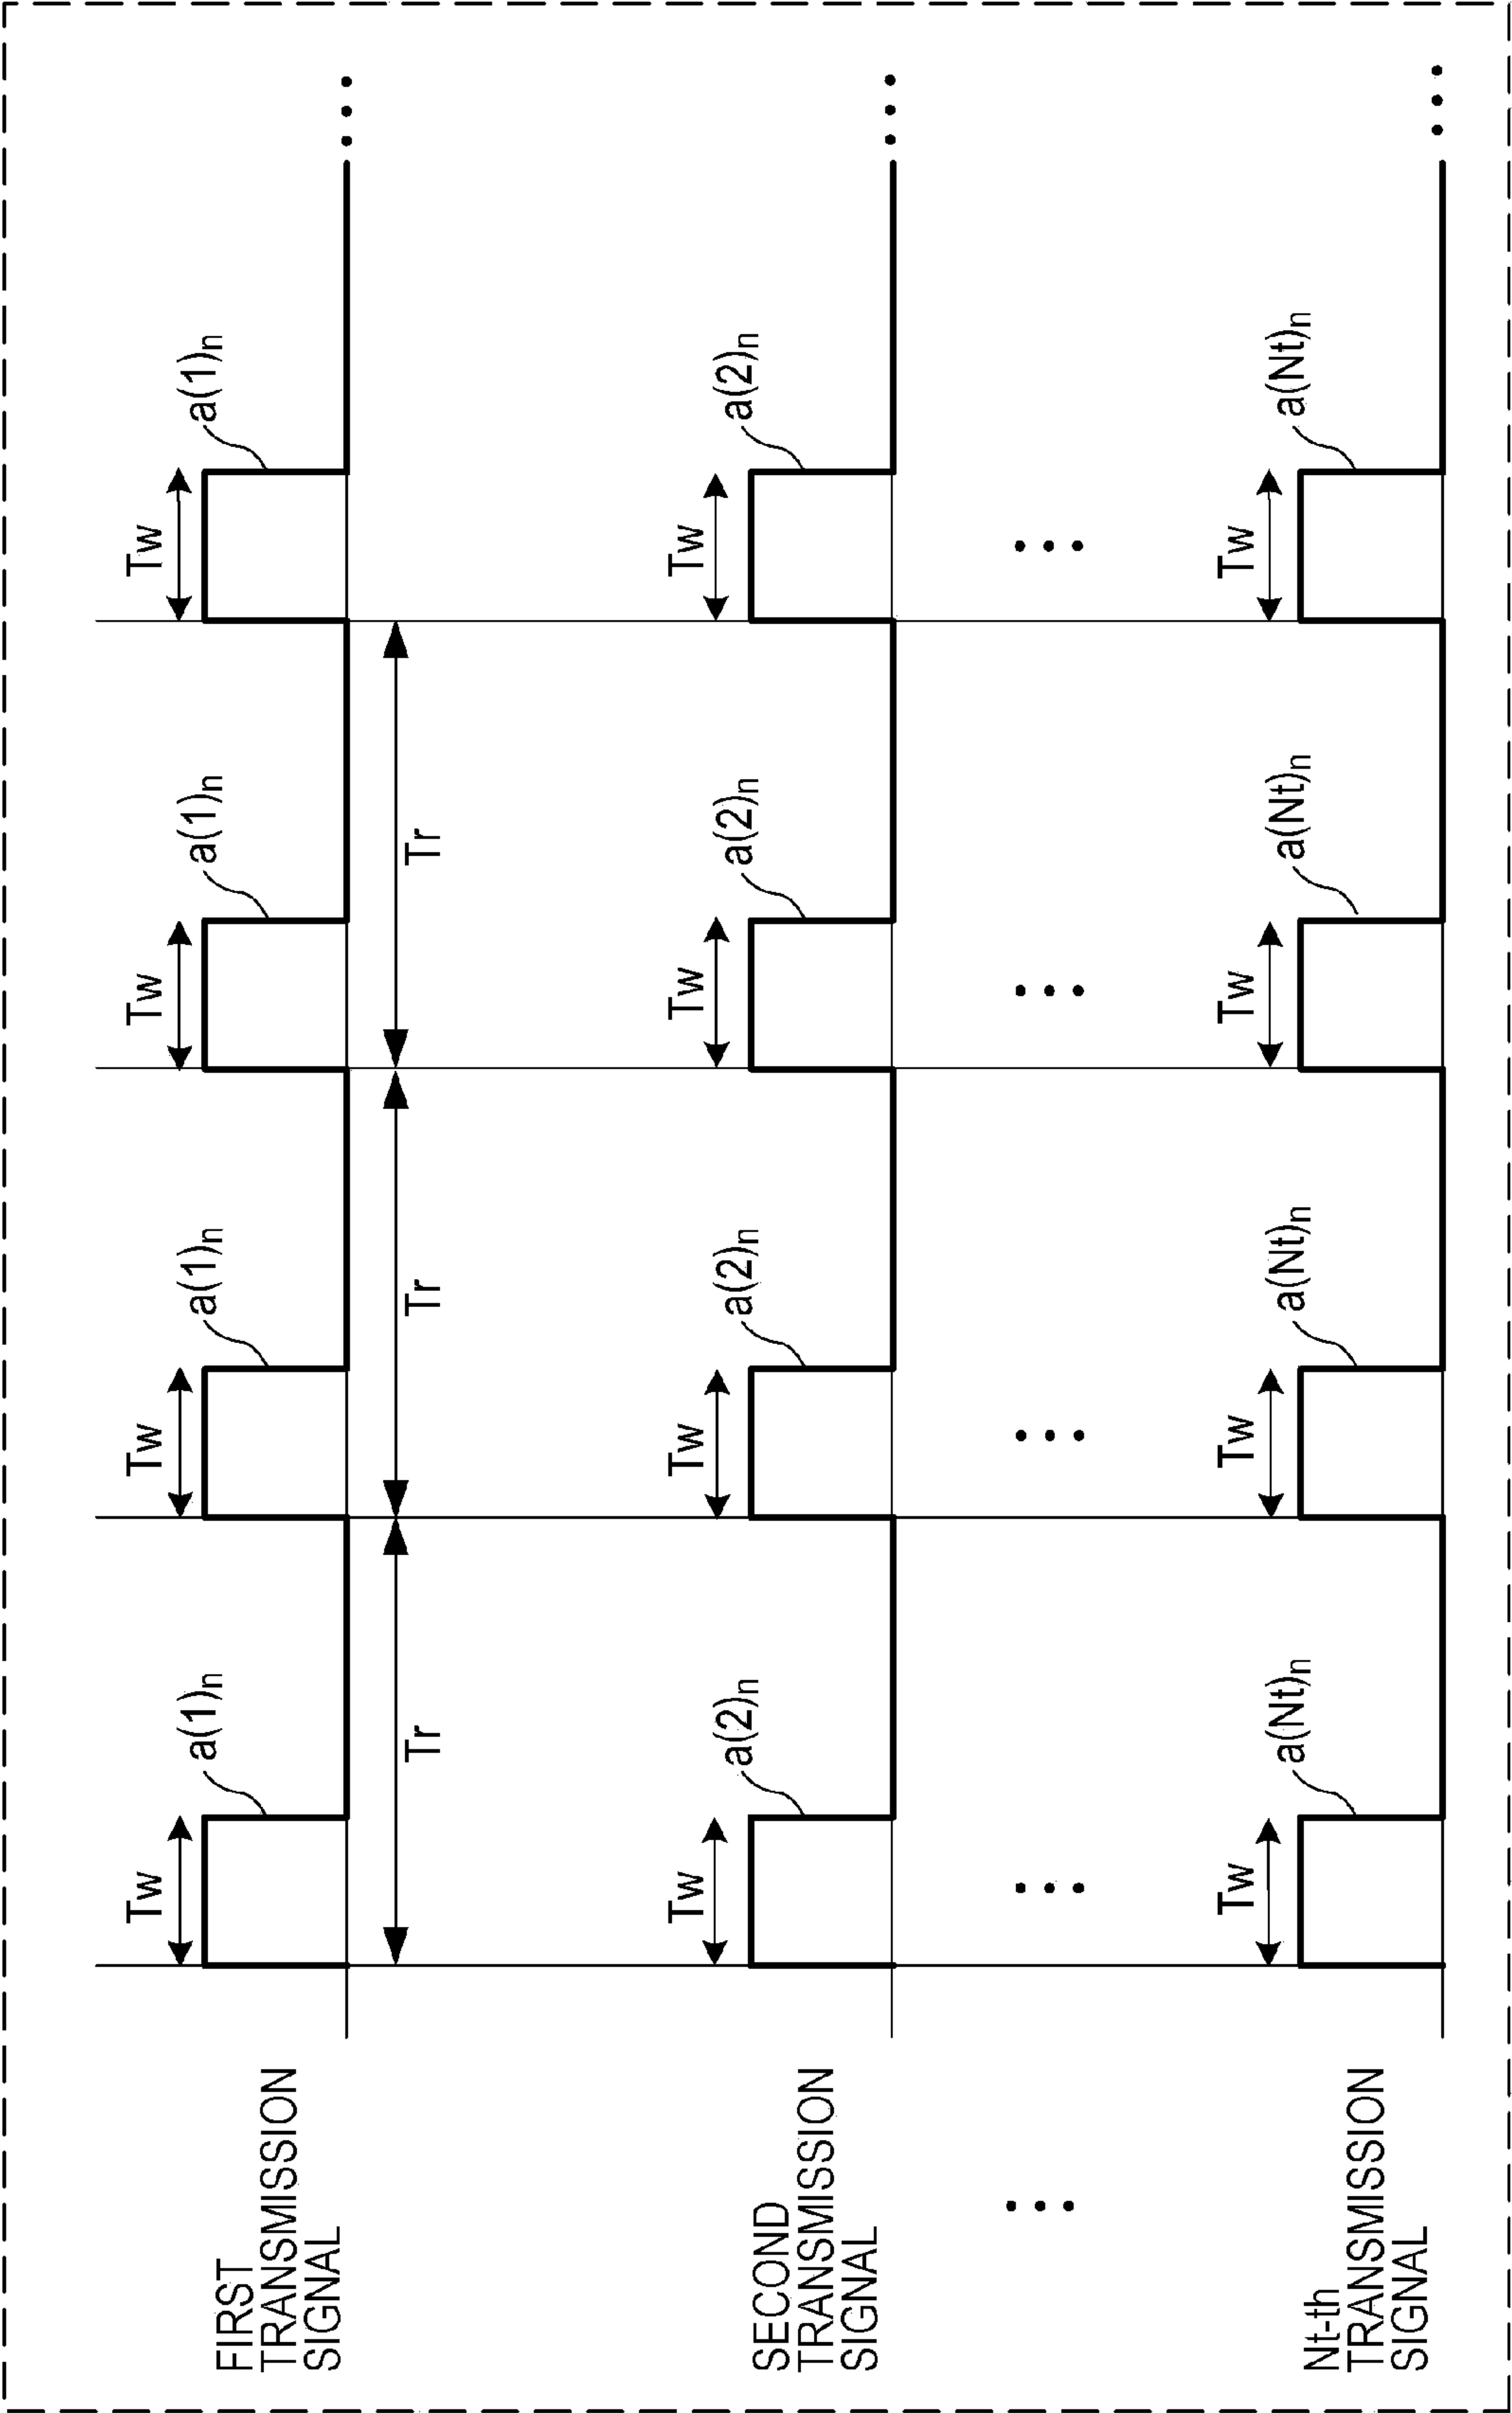 FIRST
TRANSMISSION
SIGNAL
Tw
a(1)n
Tw
a(1)n
Tw
a(1)n
Tw
a(1)n
• • •
Tr
Tr
Tr
SECOND
TRANSMISSION
SIGNAL
Tw
a(2)n
Tw
a(2)n
Tw
a(2)n
Tw
a(2)n
• • •
• • •
• • •
• • •
• • •
• • •
Nt-th
TRANSMISSION
SIGNAL
Tw
a(Nt)n
Tw
a(Nt)n
Tw
a(Nt)n
Tw
a(Nt)n
• • •